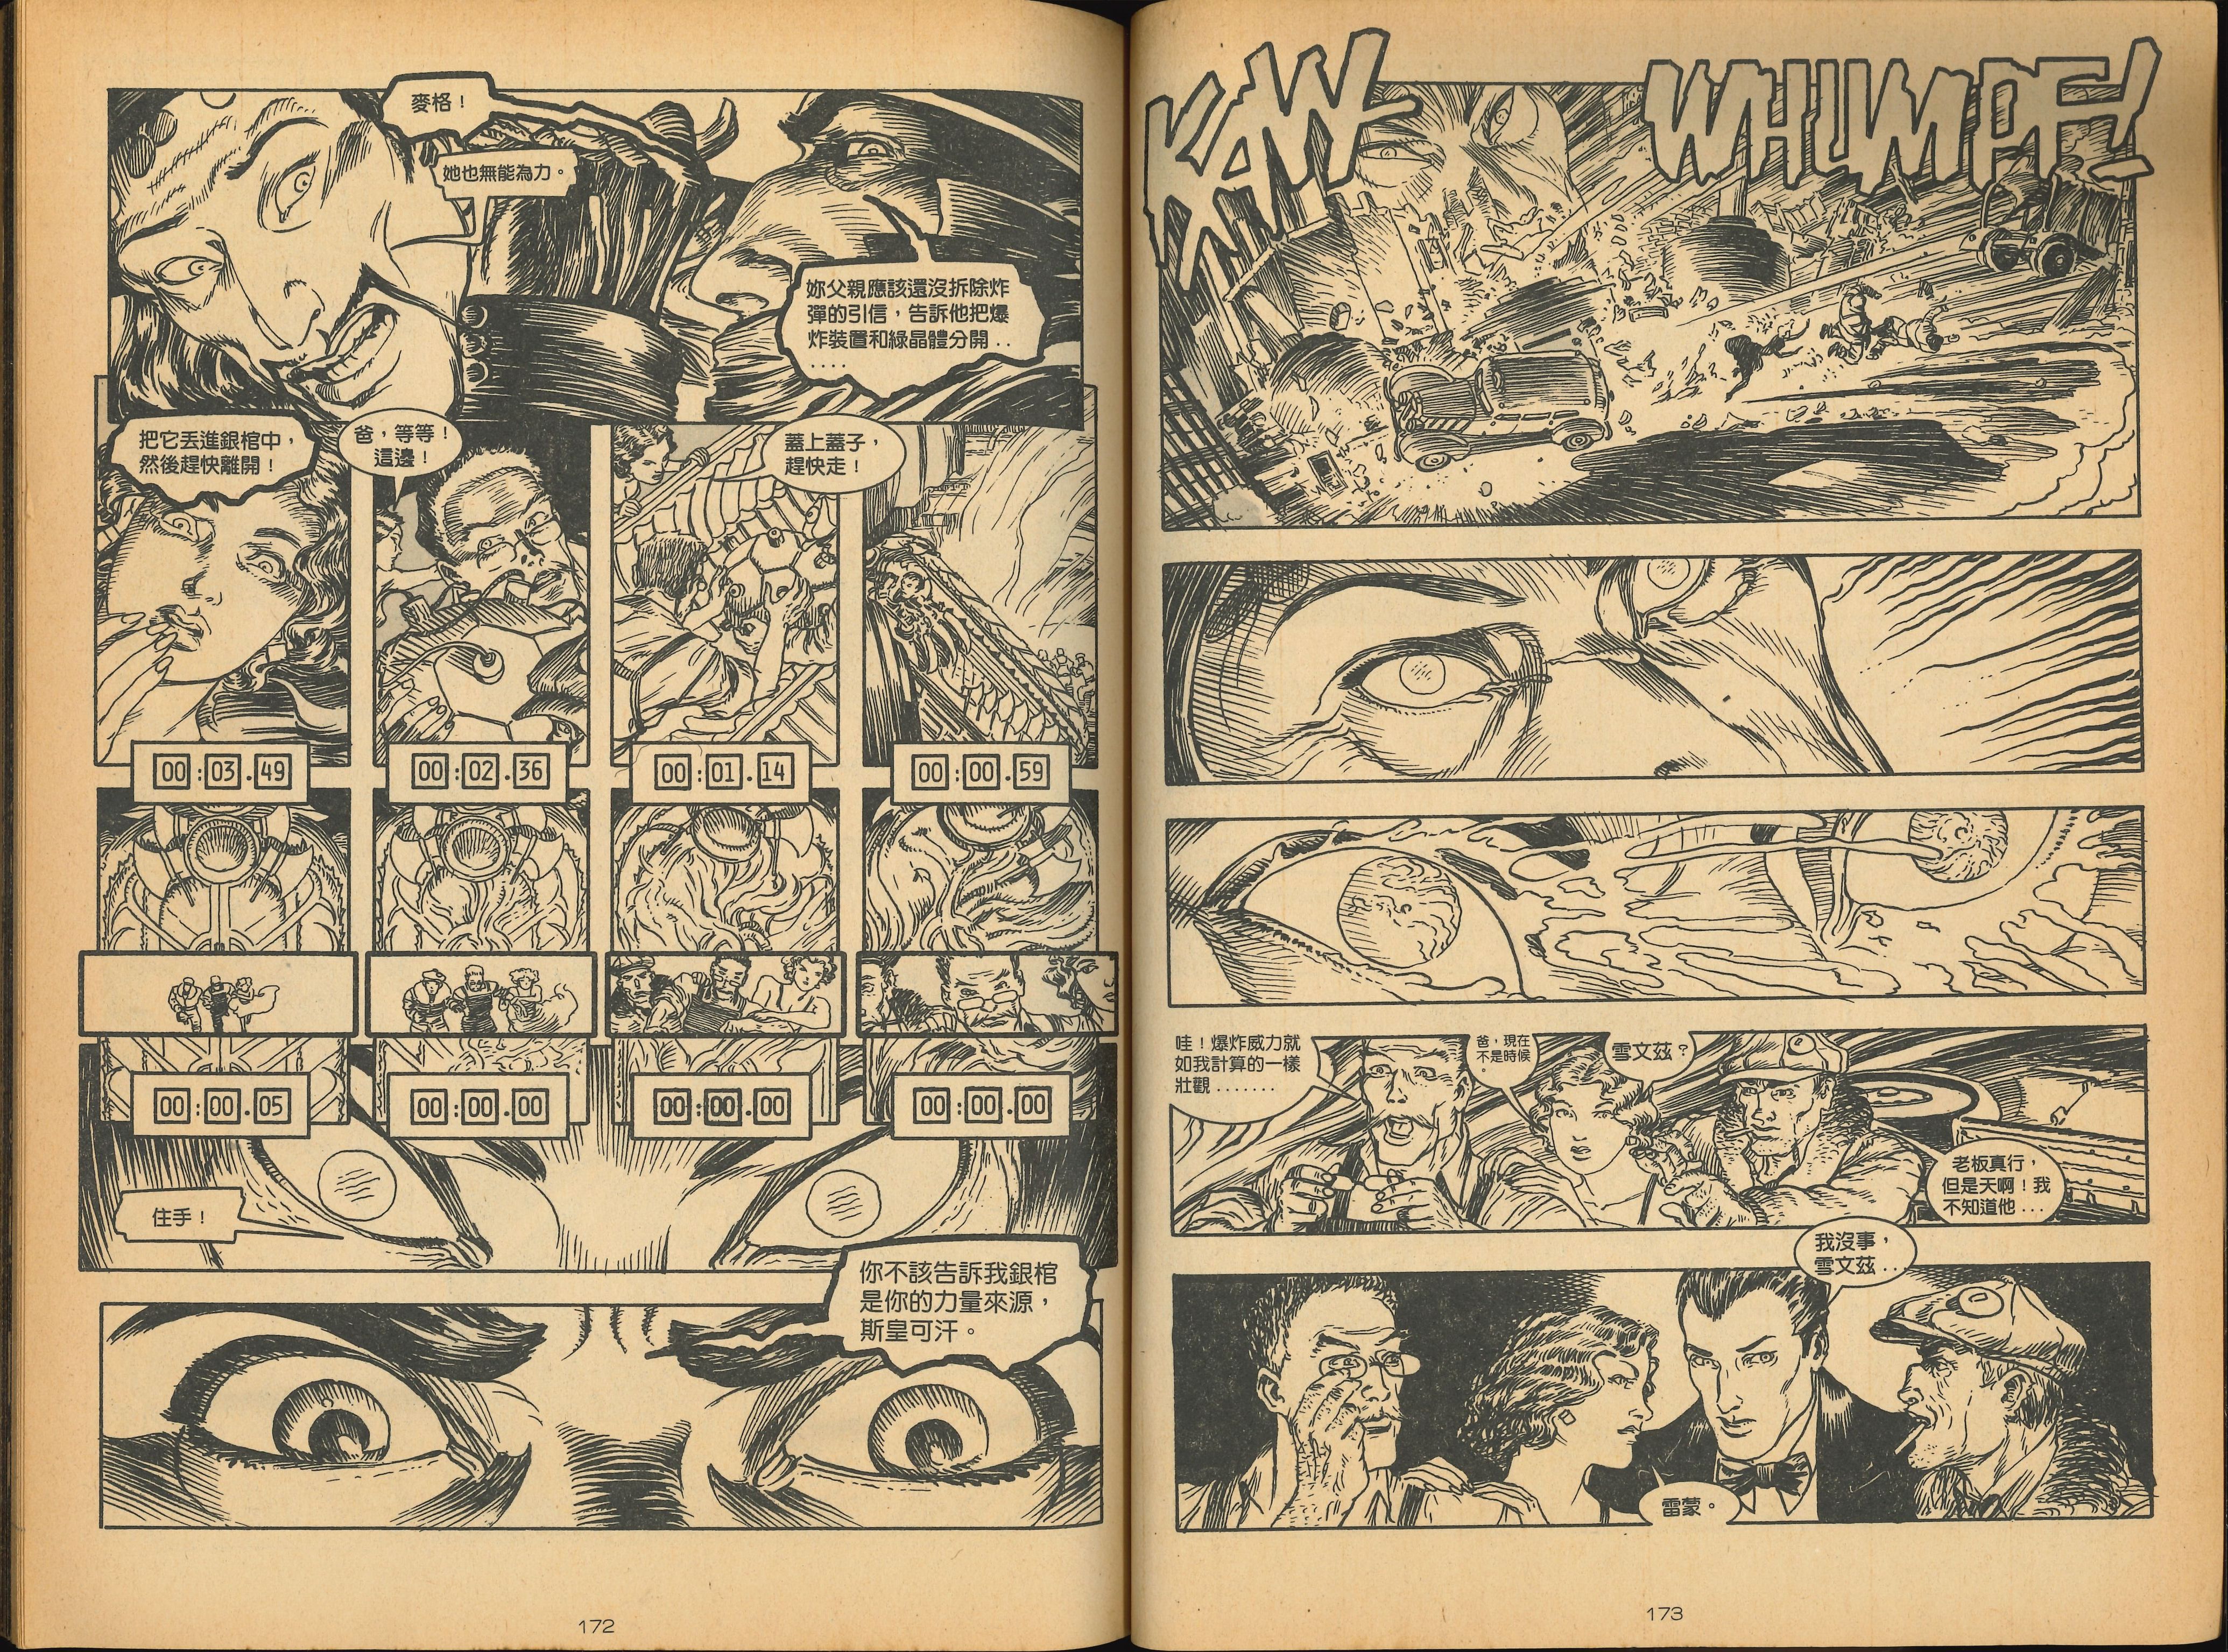 麥格！
她也無能為力。
妳父親應該還沒拆除炸
彈的引信，告訴他把爆
炸裝置和綠晶體分開..
....
把它丟進銀棺中，
然後趕快離開！
爸，等等！
這邊！
蓋上蓋子，
趕快走！
00:03.49
00:02.36
00:01.14
00:00.59
00:00.05
00:00.00
00:00.00
00:00.00
住手！
你不該告訴我銀棺
是你的力量來源，
斯皇可汗。
172
KAW
WHUMPF!
哇！爆炸威力就
如我計算的一樣
壯觀.......
爸，現在
不是時候
。
雪文茲？
老板真行，
但是天啊！我
不知道他...
我沒事，
雪文茲..
雷蒙。
173